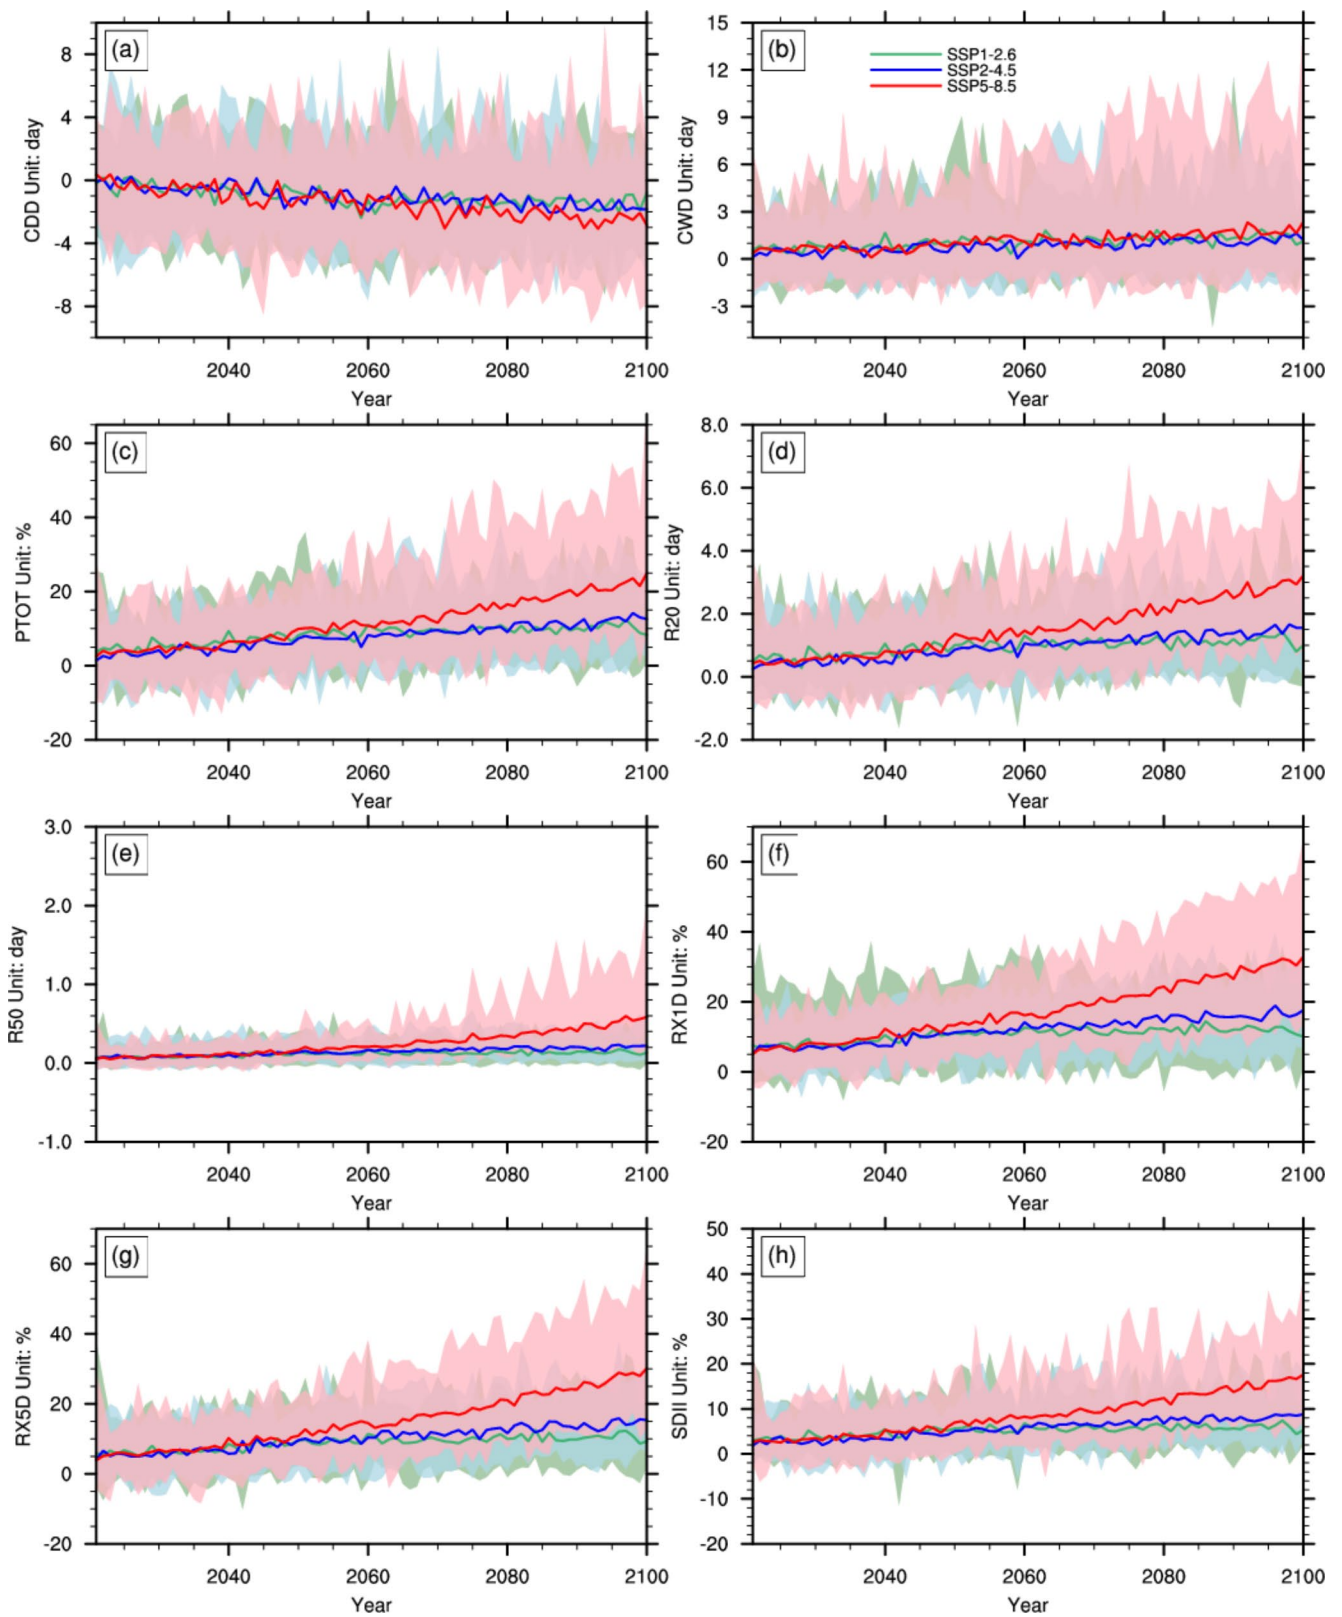 (a)
8
4
0
-4
-8
CDD Unit: day
2040 2060 2080 2100
Year
(b)
SSP1-2.6
SSP2-4.5
SSP5-8.5
15
12
9
6
3
0
-3
CWD Unit: day
2040 2060 2080 2100
Year
(c)
60
40
20
0
-20
PTOT Unit: %
2040 2060 2080 2100
Year
(d)
8.0
6.0
4.0
2.0
0.0
-2.0
R20 Unit: day
2040 2060 2080 2100
Year
(e)
3.0
2.0
1.0
0.0
-1.0
R50 Unit: day
2040 2060 2080 2100
Year
(f)
60
40
20
0
-20
RX1D Unit: %
2040 2060 2080 2100
Year
(g)
60
40
20
0
-20
RX5D Unit: %
2040 2060 2080 2100
Year
(h)
50
40
30
20
10
0
-10
-20
SDII Unit: %
2040 2060 2080 2100
Year